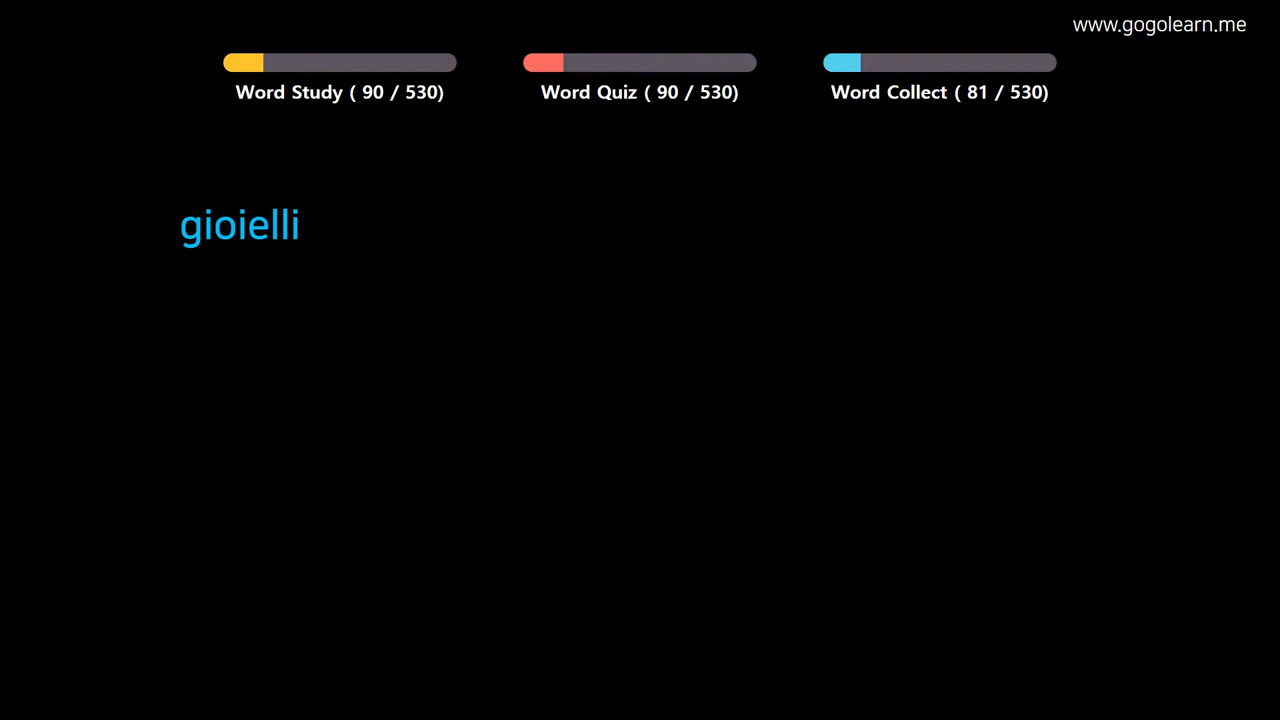 www.gogolearn.me
Word Study ( 90 / 530)
Word Quiz ( 90 / 530)
Word Collect ( 81 / 530)
gioielli